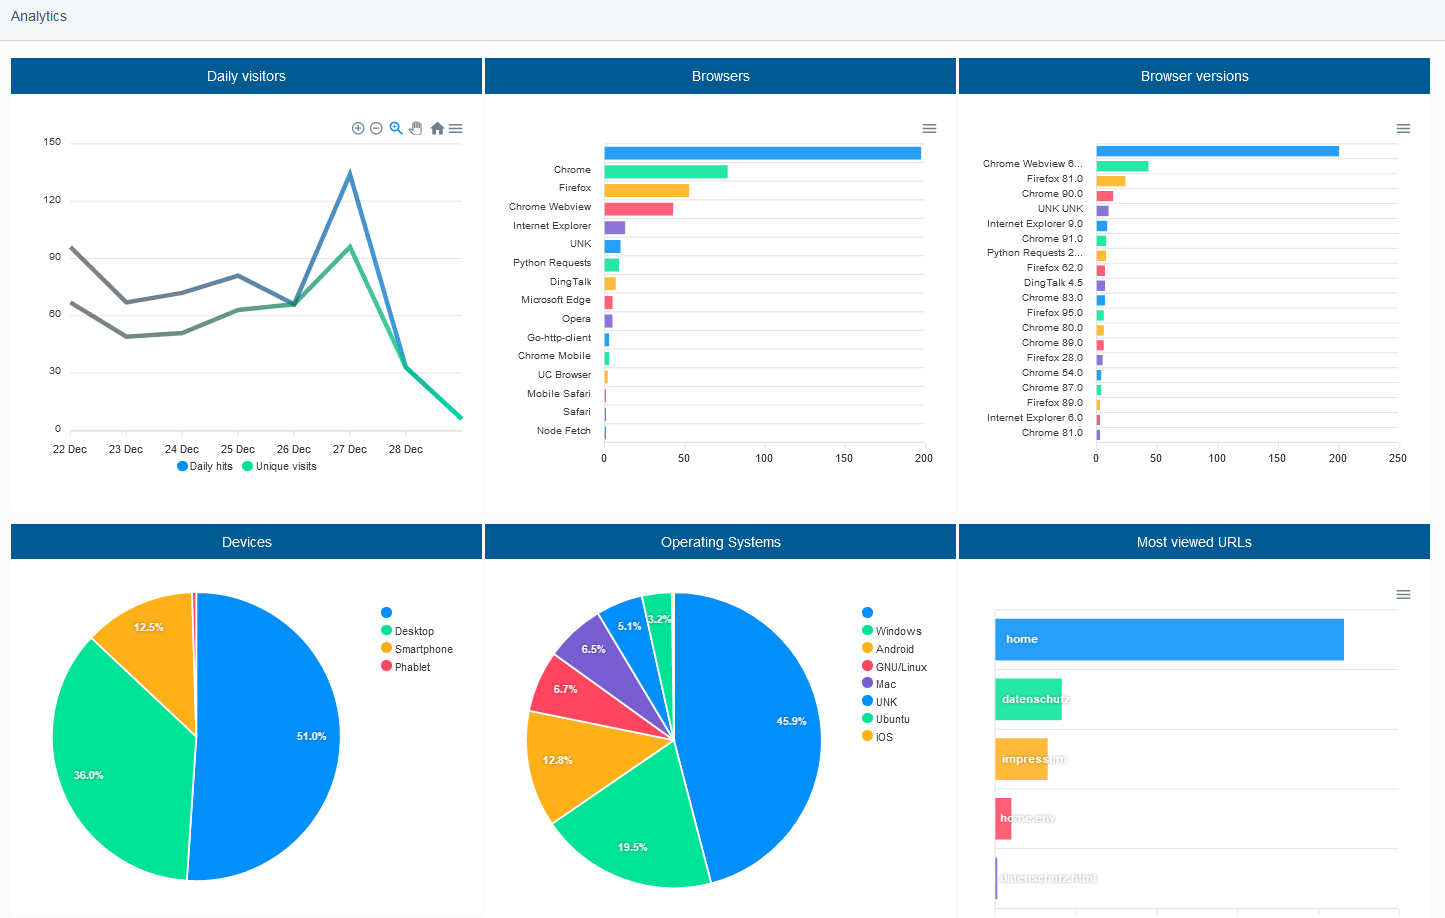 Analytics
Daily visitors
150
120
90
60
30
0
22 Dec 23 Dec 24 Dec 25 Dec 26 Dec 27 Dec 28 Dec
Daily hits Unique visits
Browsers
Chrome
Firefox
Chrome Webview
Internet Explorer
UNK
Python Requests
DingTalk
Microsoft Edge
Opera
Go-http-client
Chrome Mobile
UC Browser
Mobile Safari
Safari
Node Fetch
0 50 100 150 200
Browser versions
Chrome Webview 6...
Firefox 81.0
Chrome 90.0
UNK UNK
Internet Explorer 9.0
Chrome 91.0
Python Requests 2...
Firefox 62.0
DingTalk 4.5
Chrome 83.0
Firefox 95.0
Chrome 80.0
Chrome 89.0
Firefox 28.0
Chrome 54.0
Chrome 87.0
Firefox 89.0
Internet Explorer 6.0
Chrome 81.0
0 50 100 150 200 250
Devices
12.5%
51.0%
36.0%
Desktop
Smartphone
Phablet
Operating Systems
3.2%
5.1%
6.5%
6.7%
45.9%
12.8%
19.5%
Windows
Android
GNU/Linux
Mac
UNK
Ubuntu
iOS
Most viewed URLs
home
datenschutz
impressum
home.env
datenschutz.html